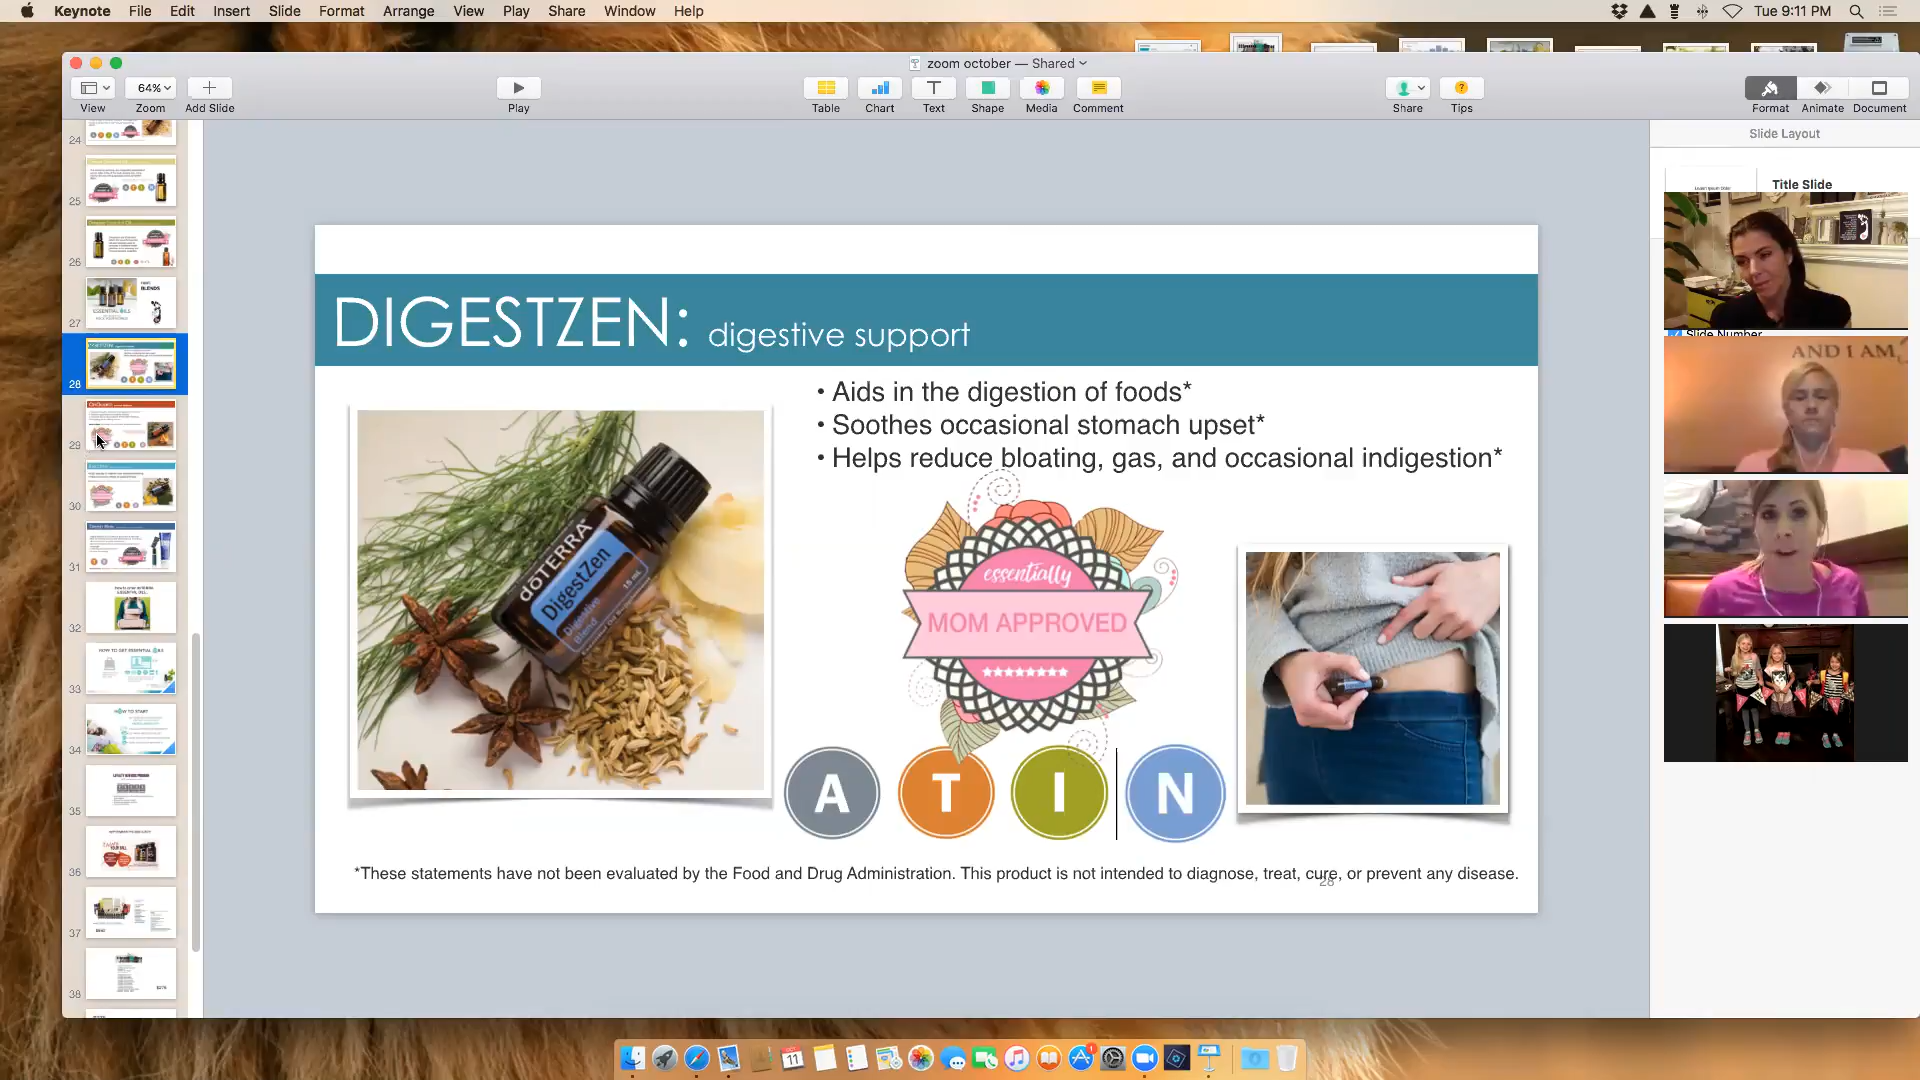 Keynote File Edit Insert Slide Format Arrange View Play Share Window Help
Tue 9:11 PM
zoom october — Shared
64%
View Zoom Add Slide Play Table Chart Text Shape Media Comment Share Tips Format Animate Document
Slide Layout
Title Slide
Slide Number
AND I AM
24
25
26
27
28
29
30
31
32
33
34
35
36
37
38
DIGESTZEN: digestive support
• Aids in the digestion of foods*
• Soothes occasional stomach upset*
• Helps reduce bloating, gas, and occasional indigestion*
dōTERRA
DigestZen
Digestive
Blend
15 mL
essentially
MOM APPROVED
A T I N
*These statements have not been evaluated by the Food and Drug Administration. This product is not intended to diagnose, treat, cure, or prevent any disease.
28